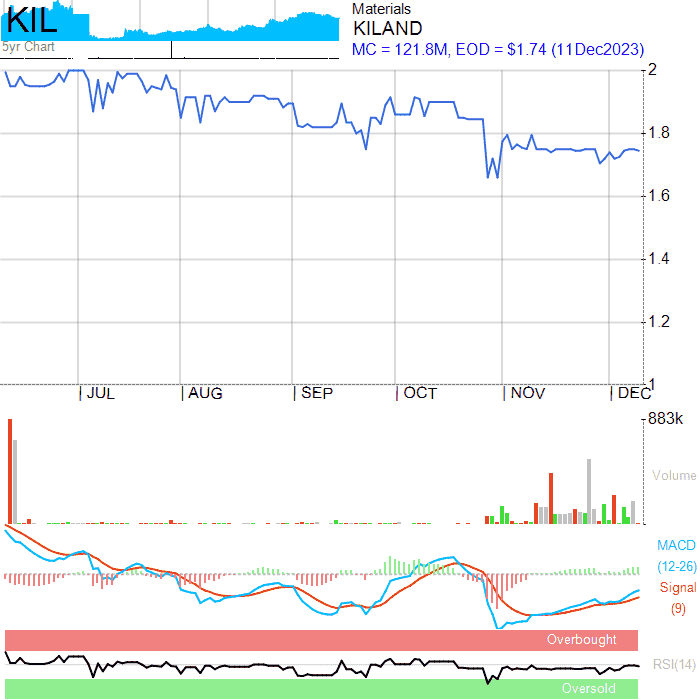 KIL
5yr Chart
Materials
KILAND
MC = 121.8M, EOD = $1.74 (11Dec2023)
2
1.8
1.6
1.4
1.2
1
JUL AUG SEP OCT NOV DEC
883k
Volume
MACD
(12-26)
Signal
(9)
Overbought
RSI(14)
Oversold